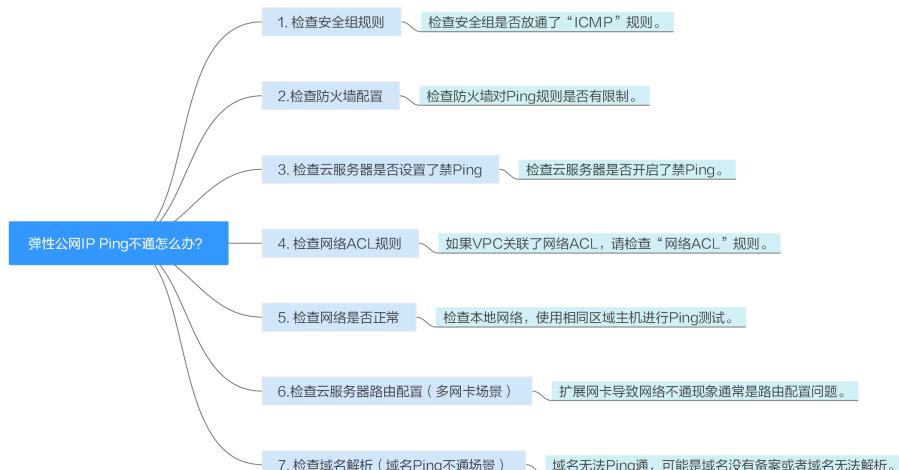 1. 检查安全组规则
检查安全组是否放通了“ICMP”规则。
2.检查防火墙配置
检查防火墙对Ping规则是否有限制。
3. 检查云服务器是否设置了禁Ping
检查云服务器是否开启了禁Ping。
弹性公网IP Ping不通怎么办？
4. 检查网络ACL规则
如果VPC关联了网络ACL，请检查“网络ACL”规则。
5. 检查网络是否正常
检查本地网络，使用相同区域主机进行Ping测试。
6.检查云服务器路由配置（多网卡场景）
扩展网卡导致网络不通现象通常是路由配置问题。
7. 检查域名解析（域名Ping不通场景）
域名无法Ping通，可能是域名没有备案或者域名无法解析。